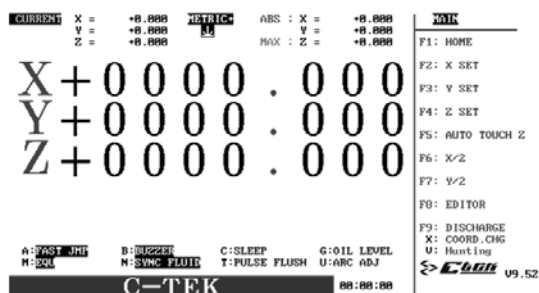 CURRENT X = +0.000 METRIC+ ABS : X = +0.000
Y = +0.000 Y = +0.000
Z = +0.000 MAX : Z = +0.000
X+0000.000
Y+0000.000
Z+0000.000
A:FAST JMP B:BUZZER C:SLEEP G:OIL LEVEL
M:EQU N:SYNC FLUID T:PULSE FLUSH U:ARC ADJ
C-TEK 00:00:00
MAIN
F1: HOME
F2: X SET
F3: Y SET
F4: Z SET
F5: AUTO TOUCH Z
F6: X/2
F7: Y/2
F8: EDITOR
F9: DISCHARGE
X: COORD.CHG
V: Hunting
V9.52